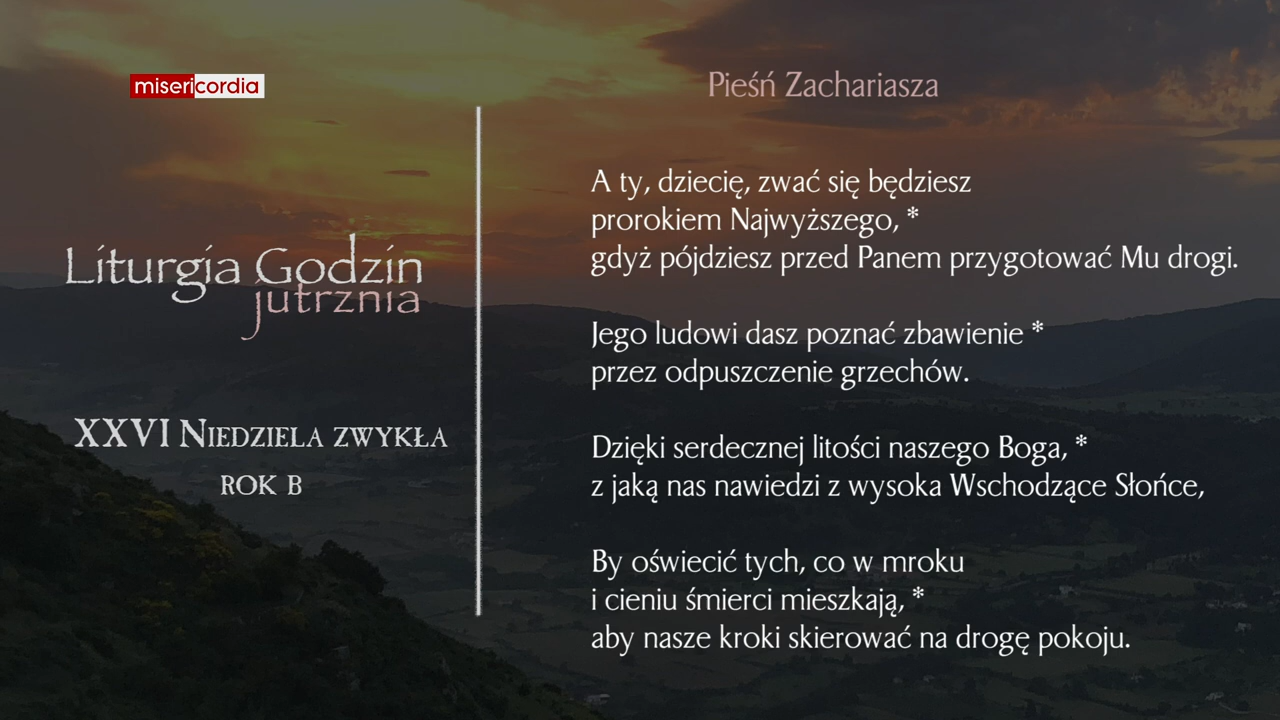 misericordia
Liturgia Godzin
jutrznia
XXVI Niedziela zwykła
rok B
Pieśń Zachariasza
A ty, dziecię, zwać się będziesz
prorokiem Najwyższego, *
gdyż pójdziesz przed Panem przygotować Mu drogi.
Jego ludowi dasz poznać zbawienie *
przez odpuszczenie grzechów.
Dzięki serdecznej litości naszego Boga, *
z jaką nas nawiedzi z wysoka Wschodzące Słońce,
By oświecić tych, co w mroku
i cieniu śmierci mieszkają, *
aby nasze kroki skierować na drogę pokoju.